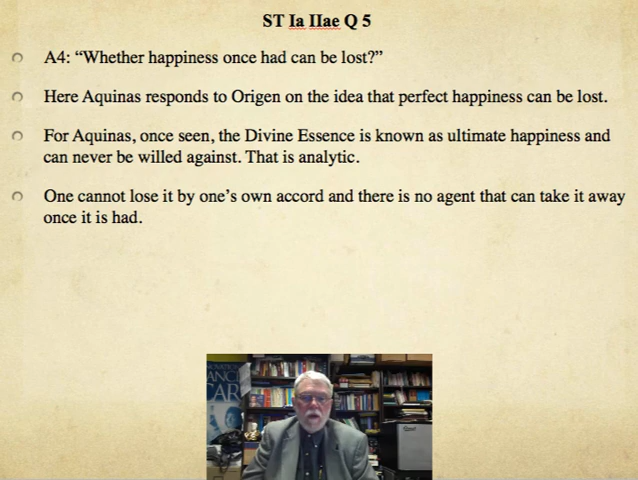 ST Ia IIae Q 5
A4: “Whether happiness once had can be lost?”
Here Aquinas responds to Origen on the idea that perfect happiness can be lost.
For Aquinas, once seen, the Divine Essence is known as ultimate happiness and
can never be willed against. That is analytic.
One cannot lose it by one’s own accord and there is no agent that can take it away
once it is had.